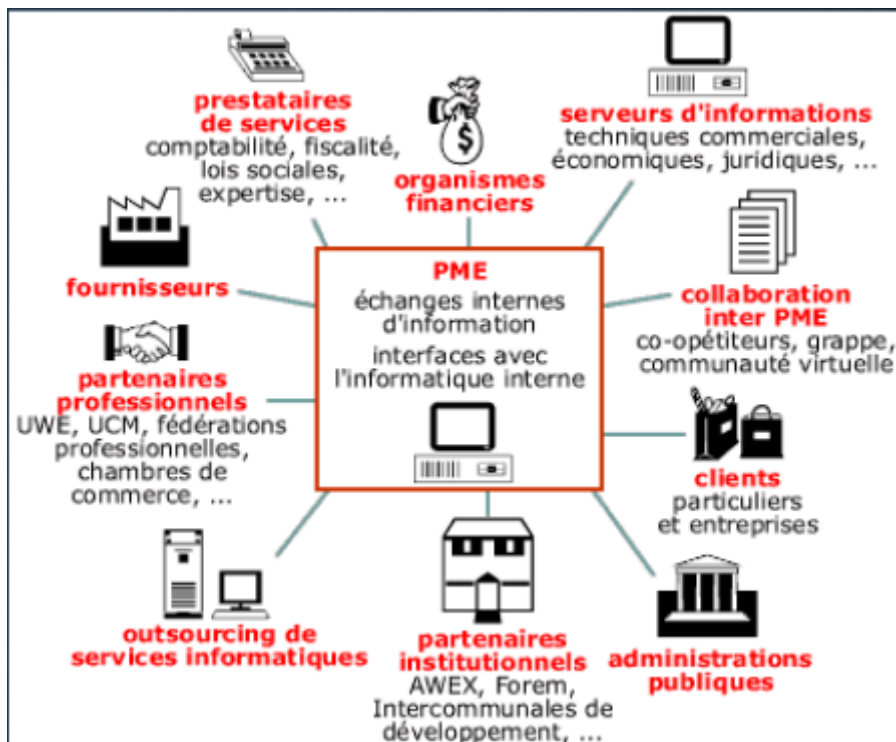 prestataires
de services
comptabilité, fiscalité,
lois sociales,
expertise, ...
$
organismes
financiers
serveurs d'informations
techniques commerciales,
économiques, juridiques, ...
fournisseurs
PME
échanges internes
d'information
interfaces avec
l'informatique interne
collaboration
inter PME
co-opétiteurs, grappe,
communauté virtuelle
partenaires
professionnels
UWE, UCM, fédérations
professionnelles,
chambres de
commerce, ...
clients
particuliers
et entreprises
outsourcing de
services informatiques
partenaires
institutionnels
AWEX, Forem,
Intercommunales de
développement, ...
administrations
publiques